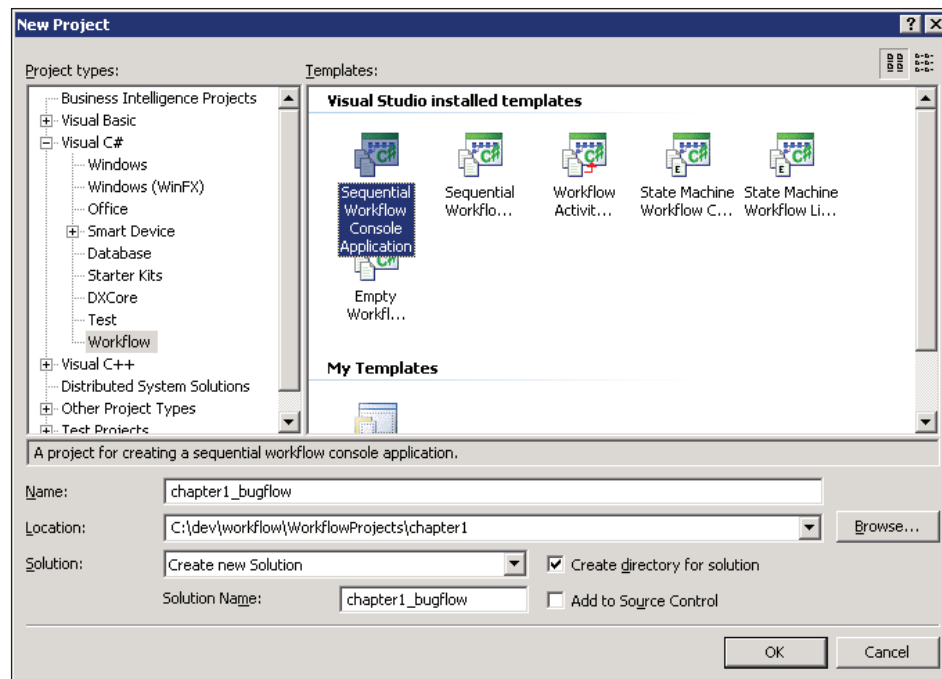 New Project
Project types:
Templates:
Business Intelligence Projects
Visual Basic
Visual C#
Windows
Windows (WinFX)
Office
Smart Device
Database
Starter Kits
DXCore
Test
Workflow
Visual C++
Distributed System Solutions
Other Project Types
Test Projects
Visual Studio installed templates
Sequential
Workflow
Console
Application
Sequential
Workflo...
Workflow
Activit...
State Machine
Workflow C...
State Machine
Workflow Li...
Empty
Workfl...
My Templates
A project for creating a sequential workflow console application.
Name:
chapter1_bugflow
Location:
C:\dev\workflow\WorkflowProjects\chapter1
Browse...
Solution:
Create new Solution
Create directory for solution
Solution Name:
chapter1_bugflow
Add to Source Control
OK
Cancel